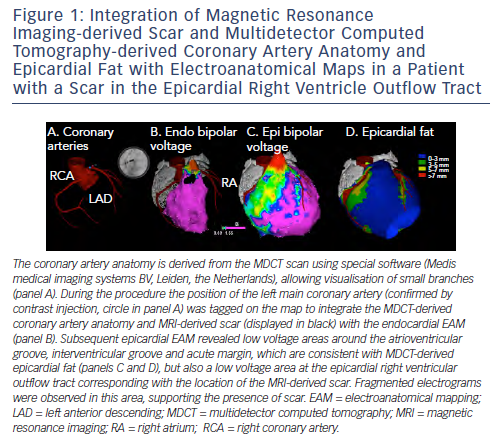 Figure 1: Integration of Magnetic Resonance
Imaging-derived Scar and Multidetector Computed
Tomography-derived Coronary Artery Anatomy and
Epicardial Fat with Electroanatomical Maps in a Patient
with a Scar in the Epicardial Right Ventricle Outflow Tract
A. Coronary arteries
B. Endo bipolar voltage
C. Epi bipolar voltage
D. Epicardial fat
RCA
LAD
RA
0-3 mm
3-5 mm
5-7 mm
>7 mm
The coronary artery anatomy is derived from the MDCT scan using special software (Medis
medical imaging systems BV, Leiden, the Netherlands), allowing visualisation of small branches
(panel A). During the procedure the position of the left main coronary artery (confirmed by
contrast injection, circle in panel A) was tagged on the map to integrate the MDCT-derived
coronary artery anatomy and MRI-derived scar (displayed in black) with the endocardial EAM
(panel B). Subsequent epicardial EAM revealed low voltage areas around the atrioventricular
groove, interventricular groove and acute margin, which are consistent with MDCT-derived
epicardial fat (panels C and D), but also a low voltage area at the epicardial right ventricular
outflow tract corresponding with the location of the MRI-derived scar. Fragmented electrograms
were observed in this area, supporting the presence of scar. EAM = electroanatomical mapping;
LAD = left anterior descending; MDCT = multidetector computed tomography; MRI = magnetic
resonance imaging; RA = right atrium; RCA = right coronary artery.